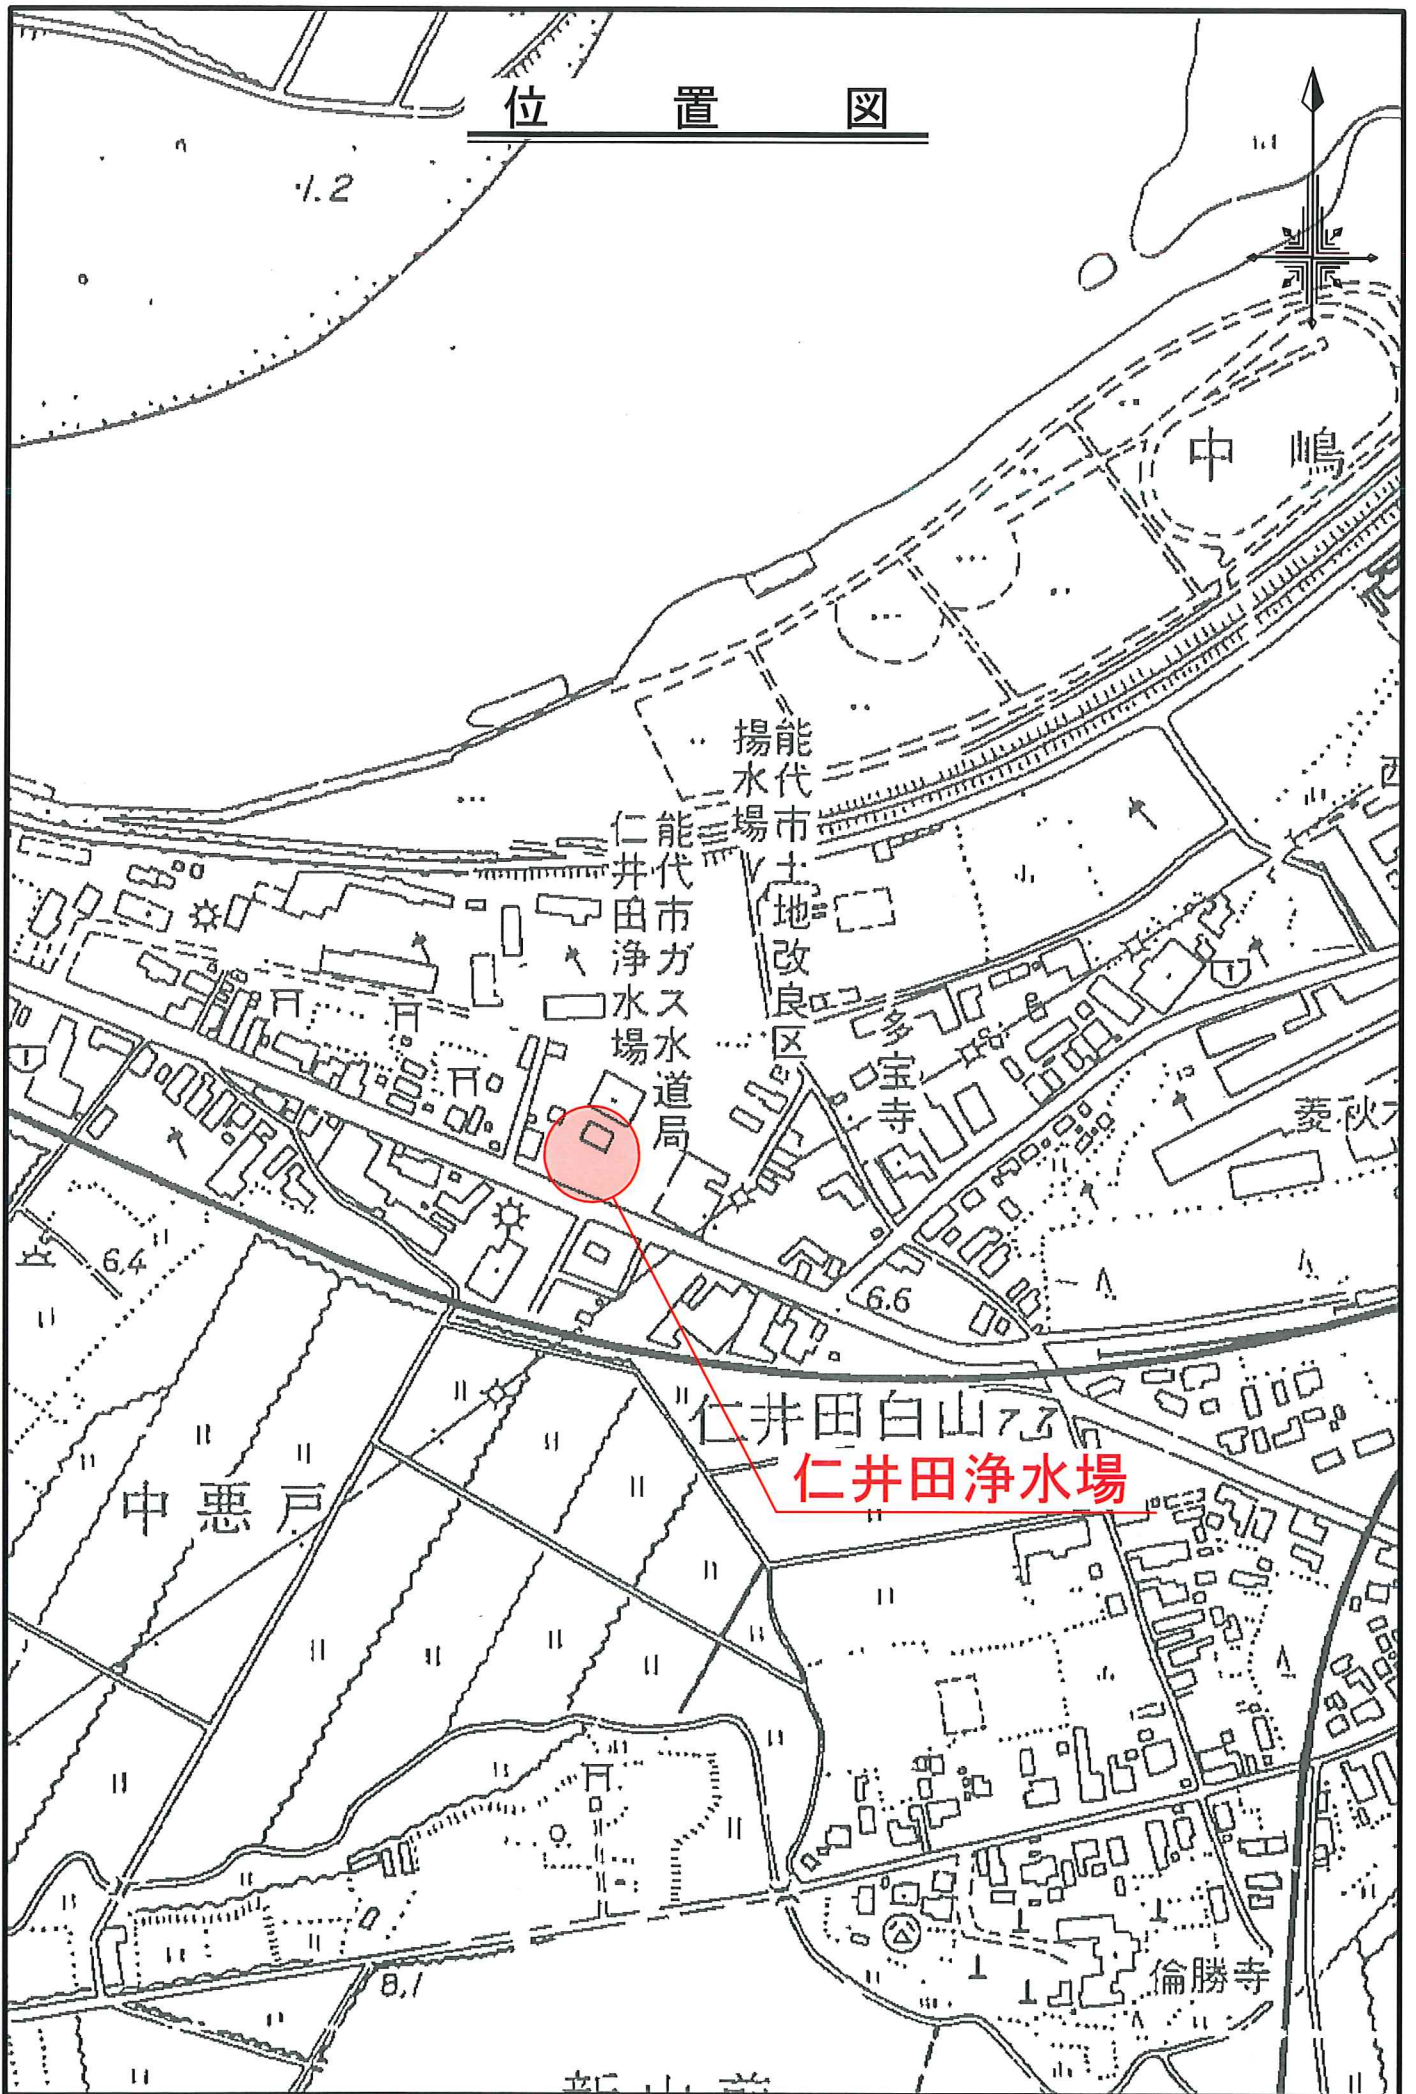 位置図
1.2
中嶋
能代市土地改良区
揚水場
能代市ガス水道局
仁井田浄水場
多宝寺
菱秋木
6.4
6.6
仁井田白山
7.7
仁井田浄水場
中悪戸
8.1
倫勝寺